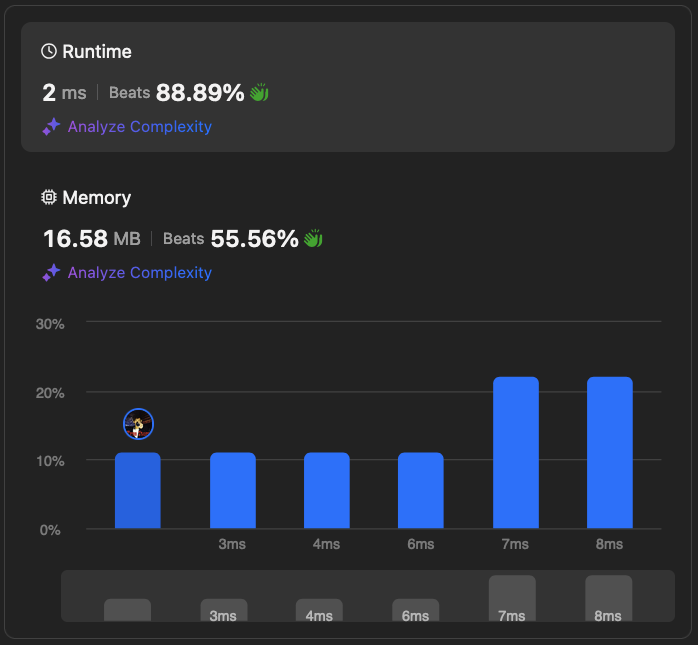 Runtime
2 ms | Beats 88.89%
Analyze Complexity
Memory
16.58 MB | Beats 55.56%
Analyze Complexity
30%
20%
10%
0%
3ms 4ms 6ms 7ms 8ms
3ms 4ms 6ms 7ms 8ms